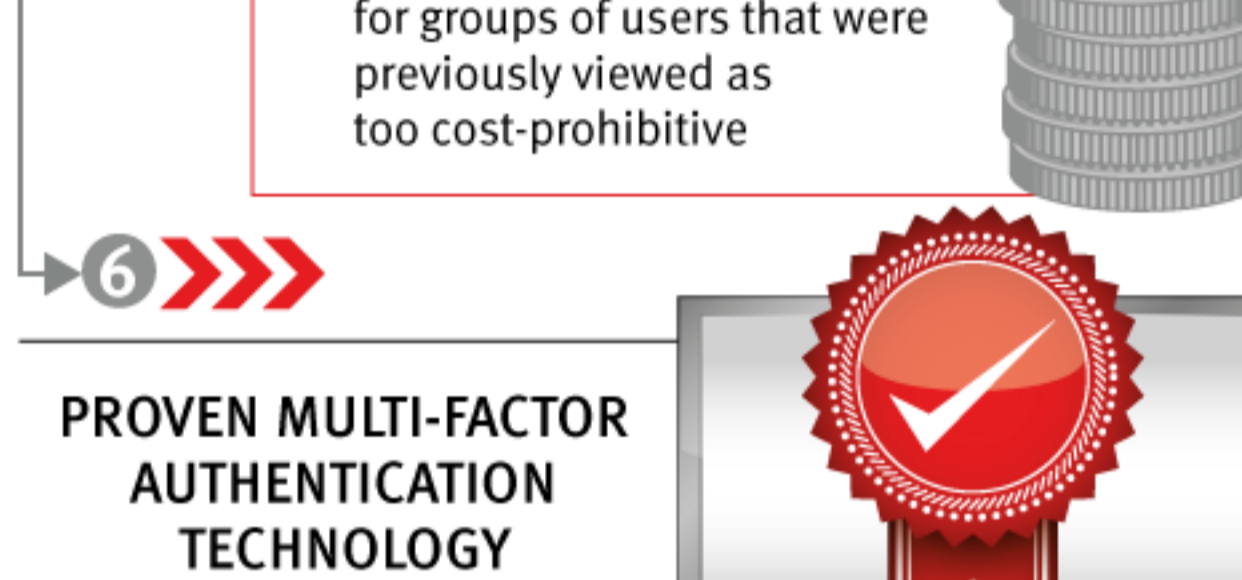 for groups of users that were
previously viewed as
too cost-prohibitive
6
PROVEN MULTI-FACTOR
AUTHENTICATION
TECHNOLOGY